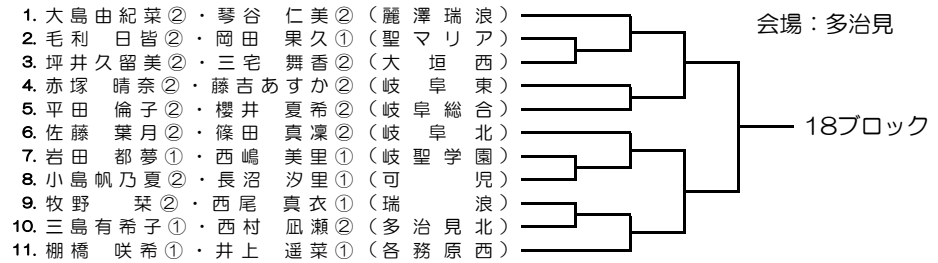 1. 大島由紀菜②・琴谷 仁美②（麗澤瑞浪）
2. 毛利 日皆②・岡田 果久①（聖マリア）
3. 坪井久留美②・三宅 舞香②（大垣西）
4. 赤塚 晴奈②・藤吉あすか②（岐阜東）
5. 平田 倫子②・櫻井 夏希②（岐阜総合）
6. 佐藤 葉月②・篠田 真凜②（岐阜北）
7. 岩田 都夢①・西嶋 美里①（岐聖学園）
8. 小島帆乃夏②・長沼 汐里①（可児）
9. 牧野 栞②・西尾 真衣①（瑞浪）
10. 三島有希子①・西村 凪瀬②（多治見北）
11. 棚橋 咲希①・井上 遥菜①（各務原西）
会場：多治見
18ブロック